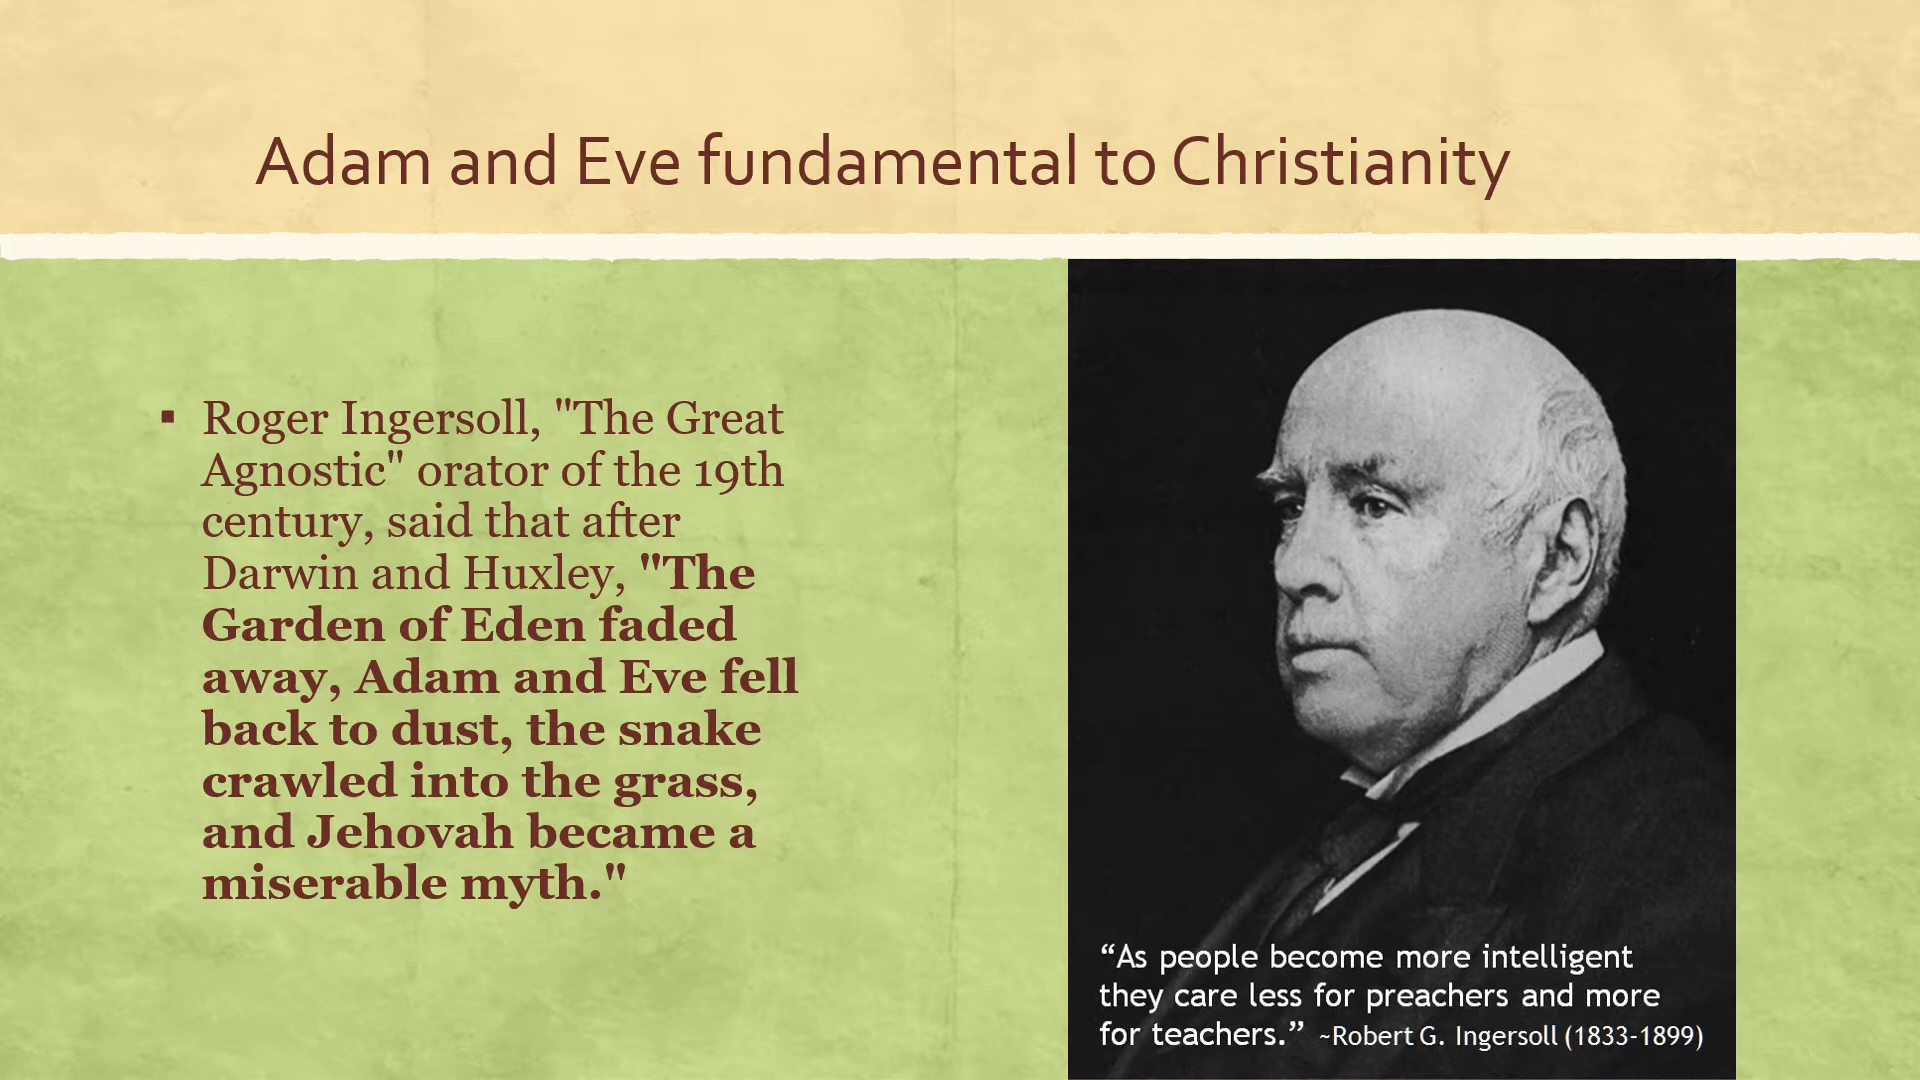 Adam and Eve fundamental to Christianity
▪ Roger Ingersoll, "The Great
Agnostic" orator of the 19th
century, said that after
Darwin and Huxley, "The
Garden of Eden faded
away, Adam and Eve fell
back to dust, the snake
crawled into the grass,
and Jehovah became a
miserable myth."
“As people become more intelligent
they care less for preachers and more
for teachers.” ~Robert G. Ingersoll (1833-1899)